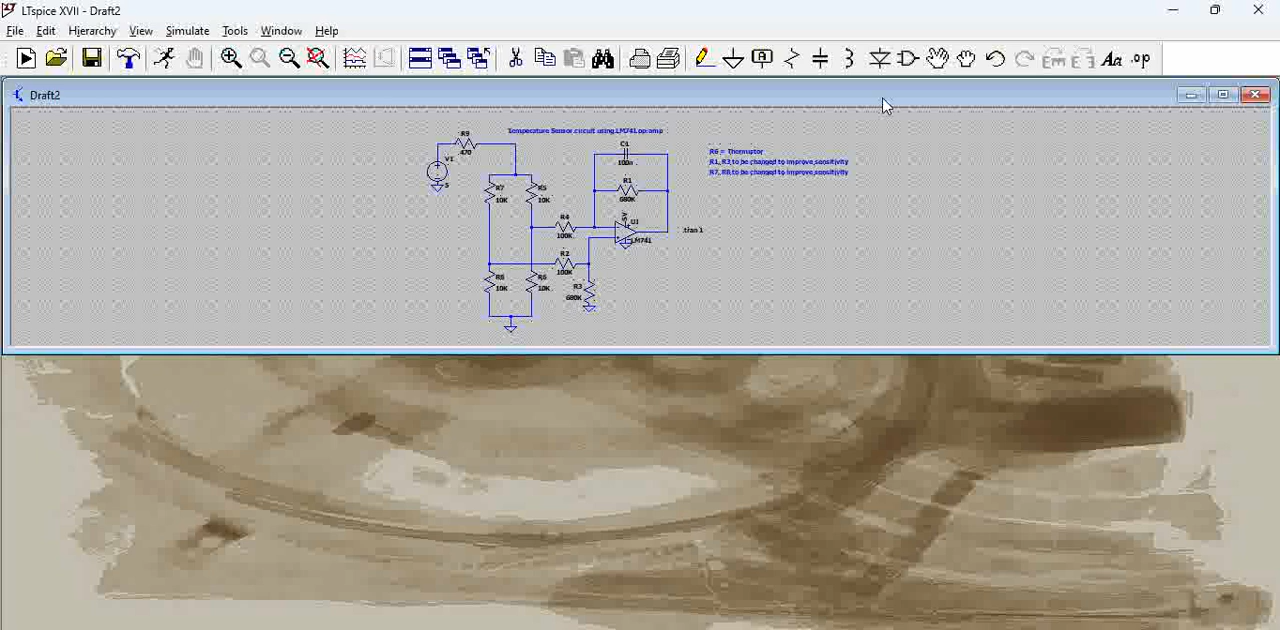 LTspice XVII - Draft2
File Edit Hierarchy View Simulate Tools Window Help
.op
Draft2
Temperature Sensor circuit using LM741 op amp
R9
470
V1
5
C1
100n
R6 = Thermistor
R1, R3 to be changed to improve sensitivity
R7, R8 to be changed to improve sensitivity
R7
10K
R5
10K
R1
680K
R4
100K
5V
U1
LM741
.tran 1
R2
100K
R8
10K
R6
10K
R3
680K